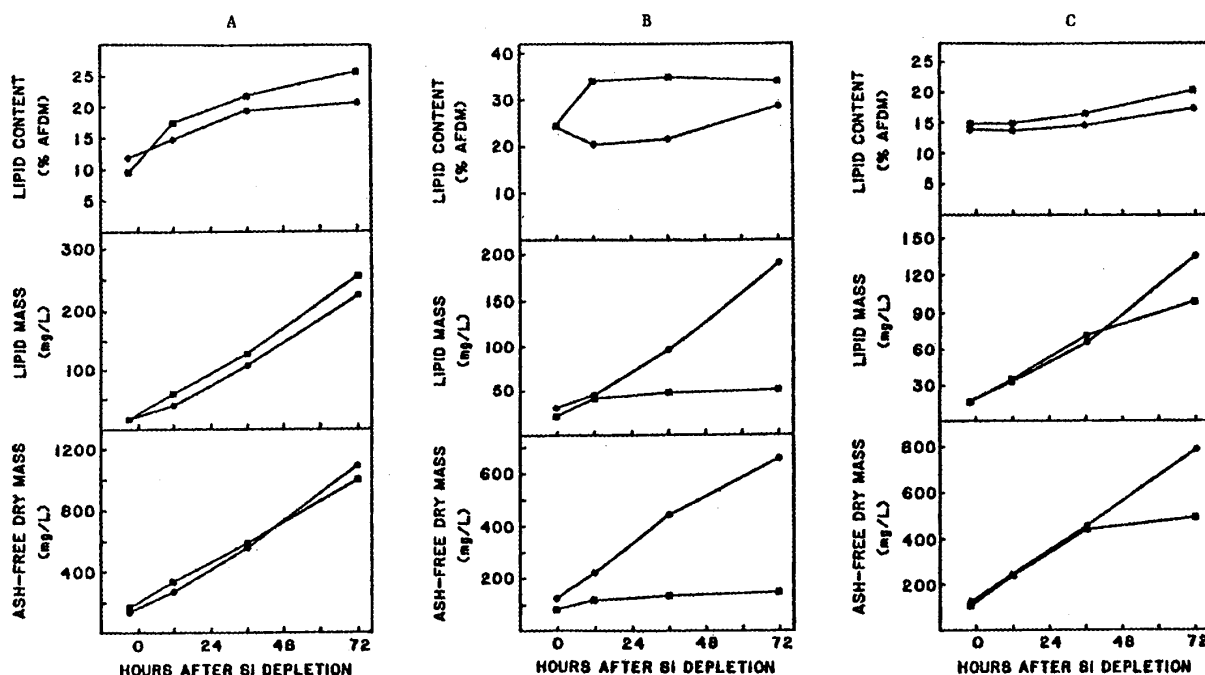 A
LIPID CONTENT
(% AFDM)
25
20
15
10
5
LIPID MASS
(mg/L)
300
200
100
ASH-FREE DRY MASS
(mg/L)
1200
800
400
0 24 48 72
HOURS AFTER SI DEPLETION
B
LIPID CONTENT
(% AFDM)
40
30
20
10
0
LIPID MASS
(mg/L)
200
150
100
50
ASH-FREE DRY MASS
(mg/L)
600
400
200
0 24 48 72
HOURS AFTER SI DEPLETION
C
LIPID CONTENT
(% AFDM)
25
20
15
10
5
LIPID MASS
(mg/L)
150
120
90
60
30
ASH-FREE DRY MASS
(mg/L)
800
600
400
200
0 24 48 72
HOURS AFTER SI DEPLETION